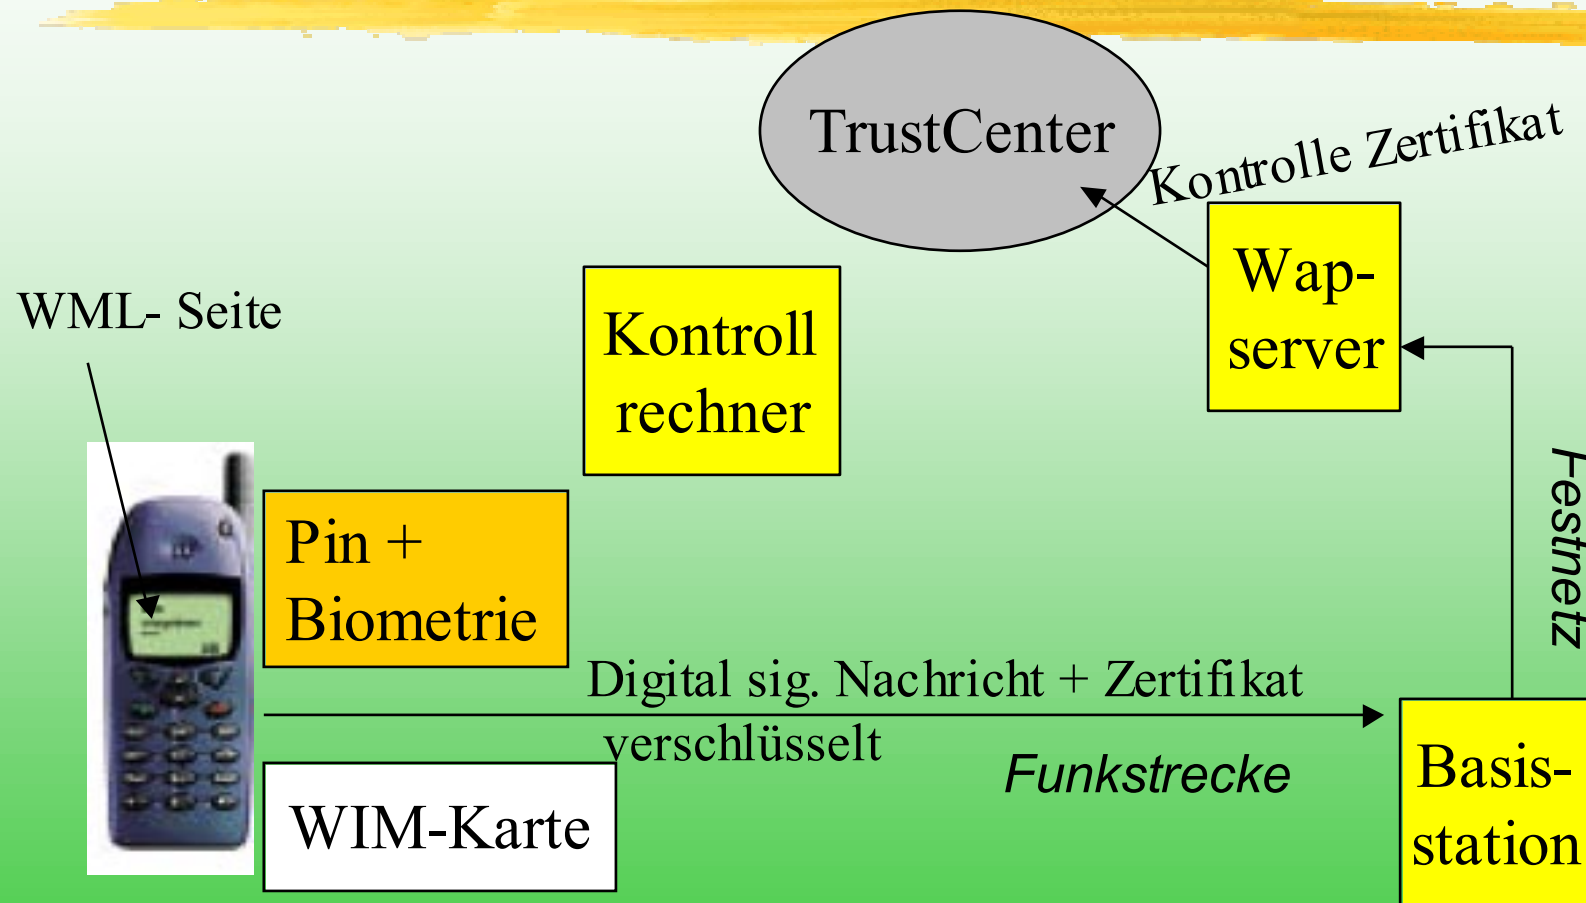 TrustCenter
Kontrolle Zertifikat
Wap-
server
WML- Seite
Kontroll
rechner
Festnetz
Pin +
Biometrie
Digital sig. Nachricht + Zertifikat
verschlüsselt
Funkstrecke
WIM-Karte
Basis-
station